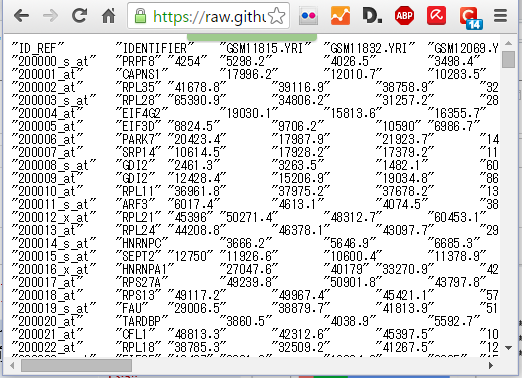 https://raw.githu
14
"ID_REF" "IDENTIFIER" "GSM11815.YRI" "GSM11832.YRI" "GSM12069.Y
"200000_s_at" "PRPF8" "4254" "5298.2" "4026.5" "3498.4"
"200001_at" "CAPNS1" "17996.2" "12010.7" "10283.5"
"200002_at" "RPL35" "41678.8" "39116.9" "38758.9" "32
"200003_s_at" "RPL28" "65390.9" "34806.2" "31257.2" "28
"200004_at" "EIF4G2" "19030.1" "15813.6" "16355.7"
"200005_at" "EIF3D" "8824.5" "9706.2" "10590" "6986.7"
"200006_at" "PARK7" "20423.4" "17987.9" "21923.7" "14
"200007_at" "SRP14" "10614.5" "17928.2" "17379.2" "11
"200008_s_at" "GDI2" "2461.3" "3263.5" "1482.1" "60
"200009_at" "GDI2" "12428.4" "15206.9" "19034.8" "86
"200010_at" "RPL11" "36961.8" "37975.2" "37678.2" "13
"200011_s_at" "ARF3" "6017.4" "4613.1" "4074.5" "38
"200012_x_at" "RPL21" "45396" "50271.4" "48312.7" "60453.1"
"200013_at" "RPL24" "44208.8" "46378.1" "43097.7" "29
"200014_s_at" "HNRNPC" "3666.2" "5646.9" "6685.3"
"200015_s_at" "SEPT2" "12750" "11926.6" "10600.4" "11378.9"
"200016_x_at" "HNRNPA1" "27047.6" "40179" "33270.9" "42
"200017_at" "RPS27A" "49239.8" "50901.8" "43797.8"
"200018_at" "RPS13" "49117.2" "49967.4" "45421.1" "57
"200019_s_at" "FAU" "29006.5" "38879.7" "41813.9" "51
"200020_at" "TARDBP" "3860.5" "4038.9" "5592.7"
"200021_at" "CFL1" "48813.3" "42312.6" "45397.5" "10
"200022_at" "RPL18" "38785.3" "32509.2" "41267.5" "12